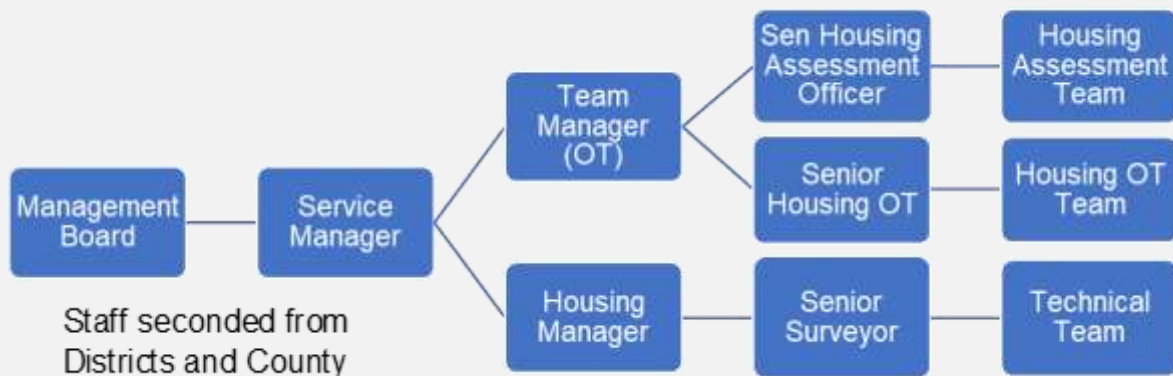 Management
Board
Service
Manager
Team
Manager
(OT)
Housing
Manager
Sen Housing
Assessment
Officer
Senior
Housing OT
Senior
Surveyor
Housing
Assessment
Team
Housing OT
Team
Technical
Team
Staff seconded from
Districts and County